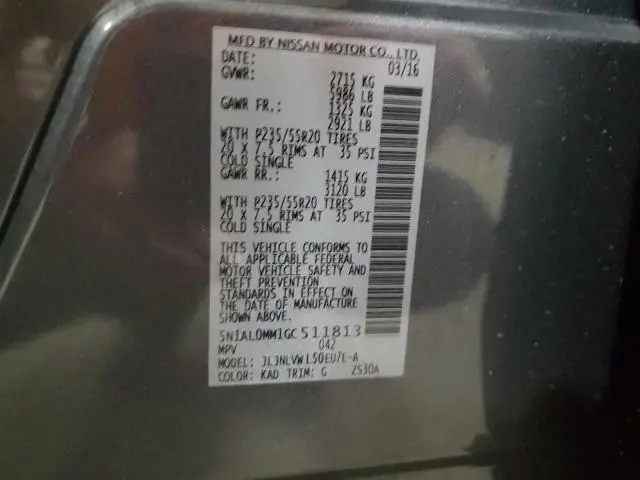 MFD BY NISSAN MOTOR CO., LTD.
DATE: 03/16
GVWR: 2715 KG
5986 LB
GAWR FR.: 1325 KG
2921 LB
WITH P235/55R20 TIRES
20 X 7.5 RIMS AT 35 PSI
COLD SINGLE
GAWR RR.: 1415 KG
3120 LB
WITH P235/55R20 TIRES
20 X 7.5 RIMS AT 35 PSI
COLD SINGLE
THIS VEHICLE CONFORMS TO
ALL APPLICABLE FEDERAL
MOTOR VEHICLE SAFETY AND
THEFT PREVENTION
STANDARDS IN EFFECT ON
THE DATE OF MANUFACTURE
SHOWN ABOVE.
5N1AL0MM1GC511813
MPV 042
MODEL: JLJNLVWL50EU7L-A
COLOR: KAD TRIM: G 2S30A